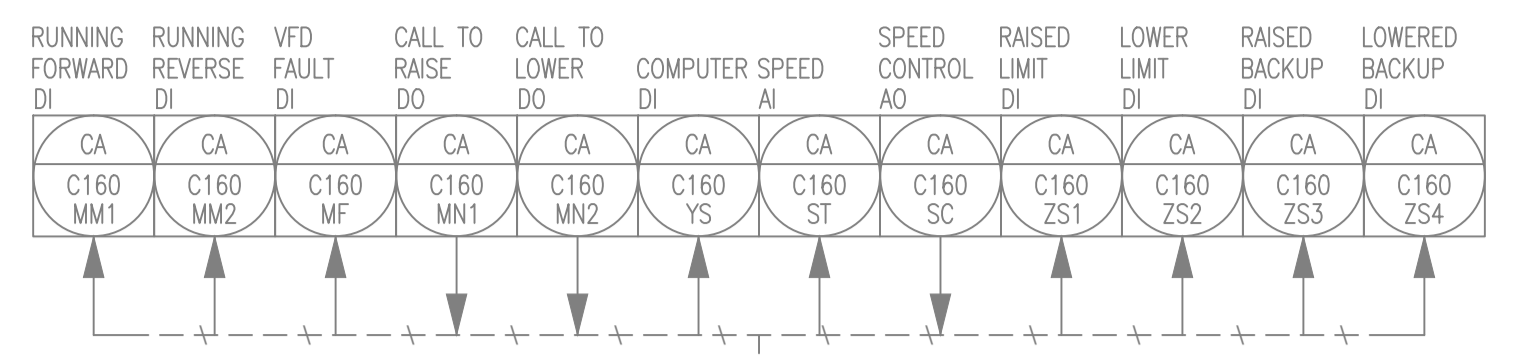 RUNNING RUNNING VFD CALL TO CALL TO SPEED RAISED LOWER RAISED LOWERED
FORWARD REVERSE FAULT RAISE LOWER COMPUTER SPEED CONTROL LIMIT LIMIT BACKUP BACKUP
DI DI DI DO DO DI AI AO DI DI DI DI
CA CA CA CA CA CA CA CA CA CA CA CA
C160 C160 C160 C160 C160 C160 C160 C160 C160 C160 C160 C160
MM1 MM2 MF MN1 MN2 YS ST SC ZS1 ZS2 ZS3 ZS4